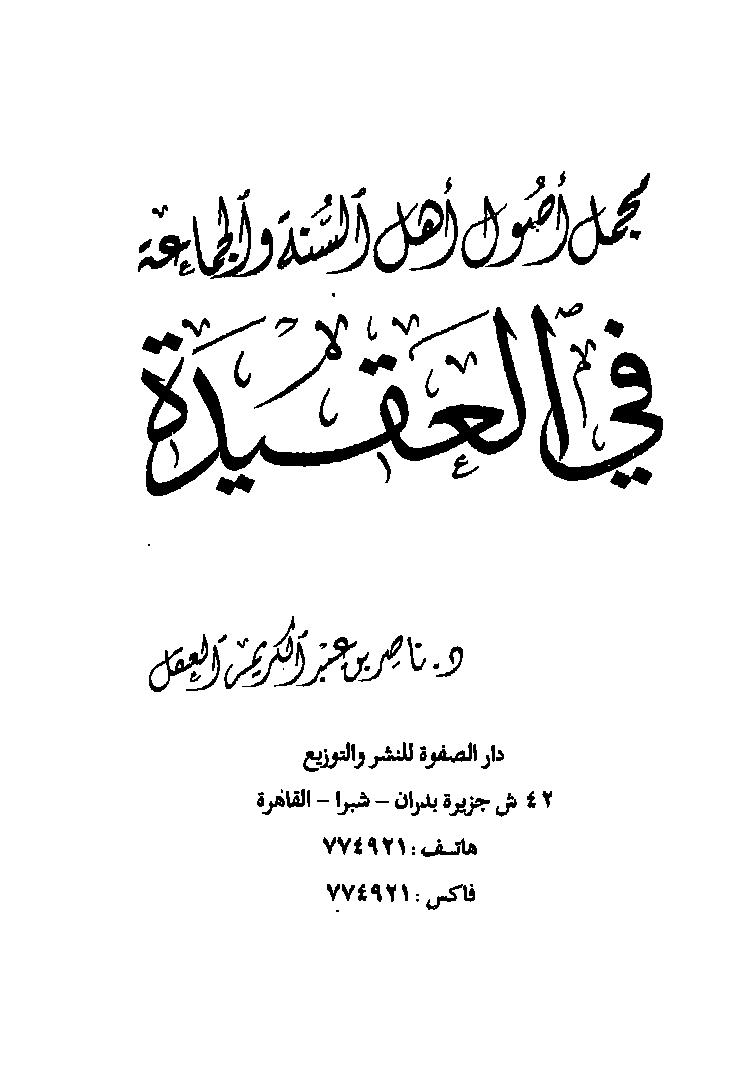 مجمل أصول أهل السنة والجماعة
في العقيدة
د. ناصر بن عبد الكريم العقل
دار الصفوة للنشر والتوزيع
٤٢ ش جزيرة بدران - شبرا - القاهرة
هاتف : ٧٧٤٩٢١
فاكس : ٧٧٤٩٢١